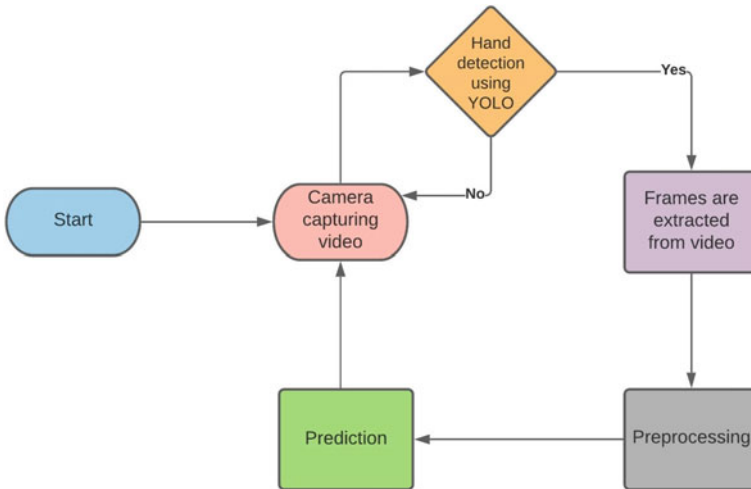 Hand
detection
using
YOLO
Yes
No
Start
Camera
capturing
video
Frames are
extracted
from video
Prediction
Preprocessing